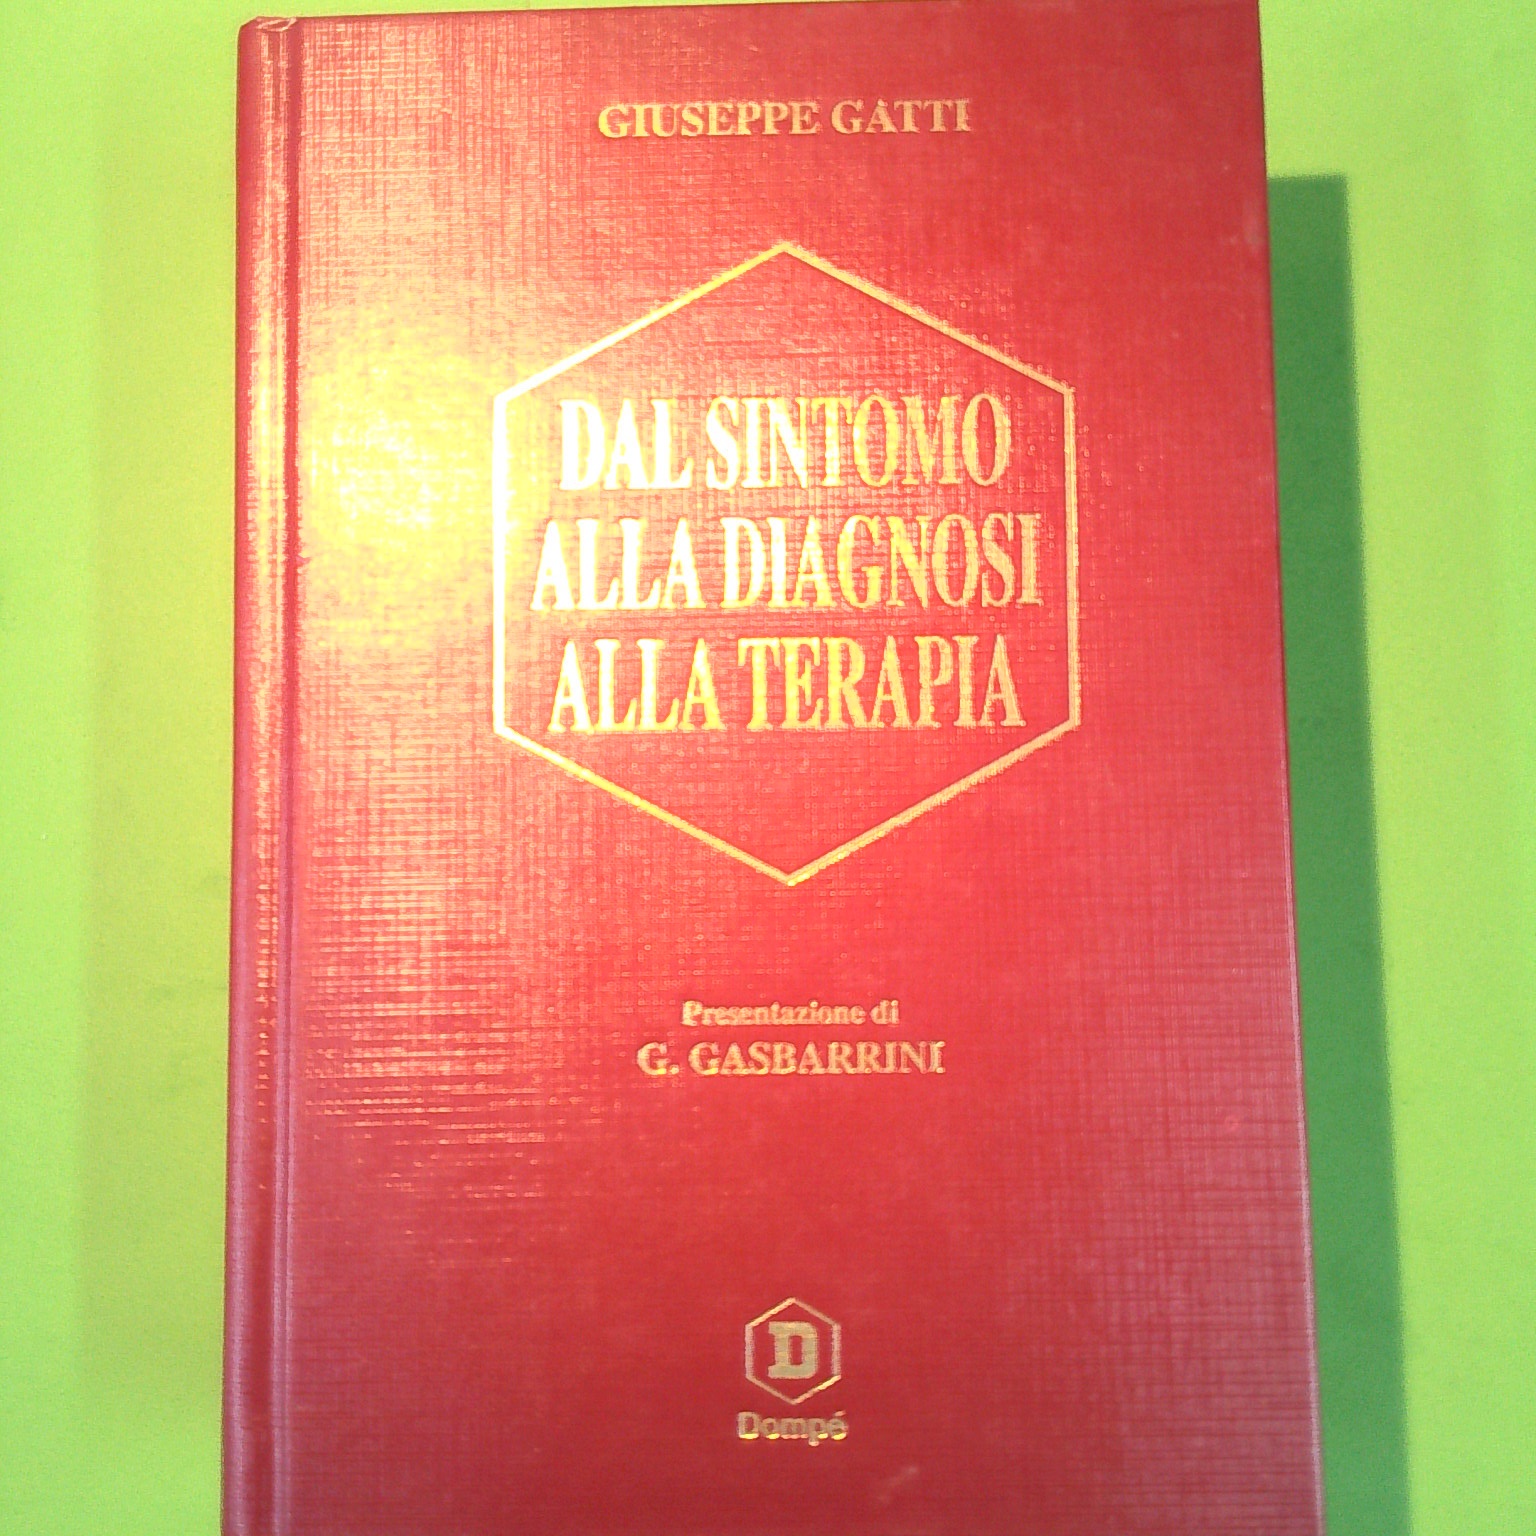 GIUSEPPE GATTI
DAL SINTOMO
ALLA DIAGNOSI
ALLA TERAPIA
Presentazione di
G. GASBARRINI
D
Dompé